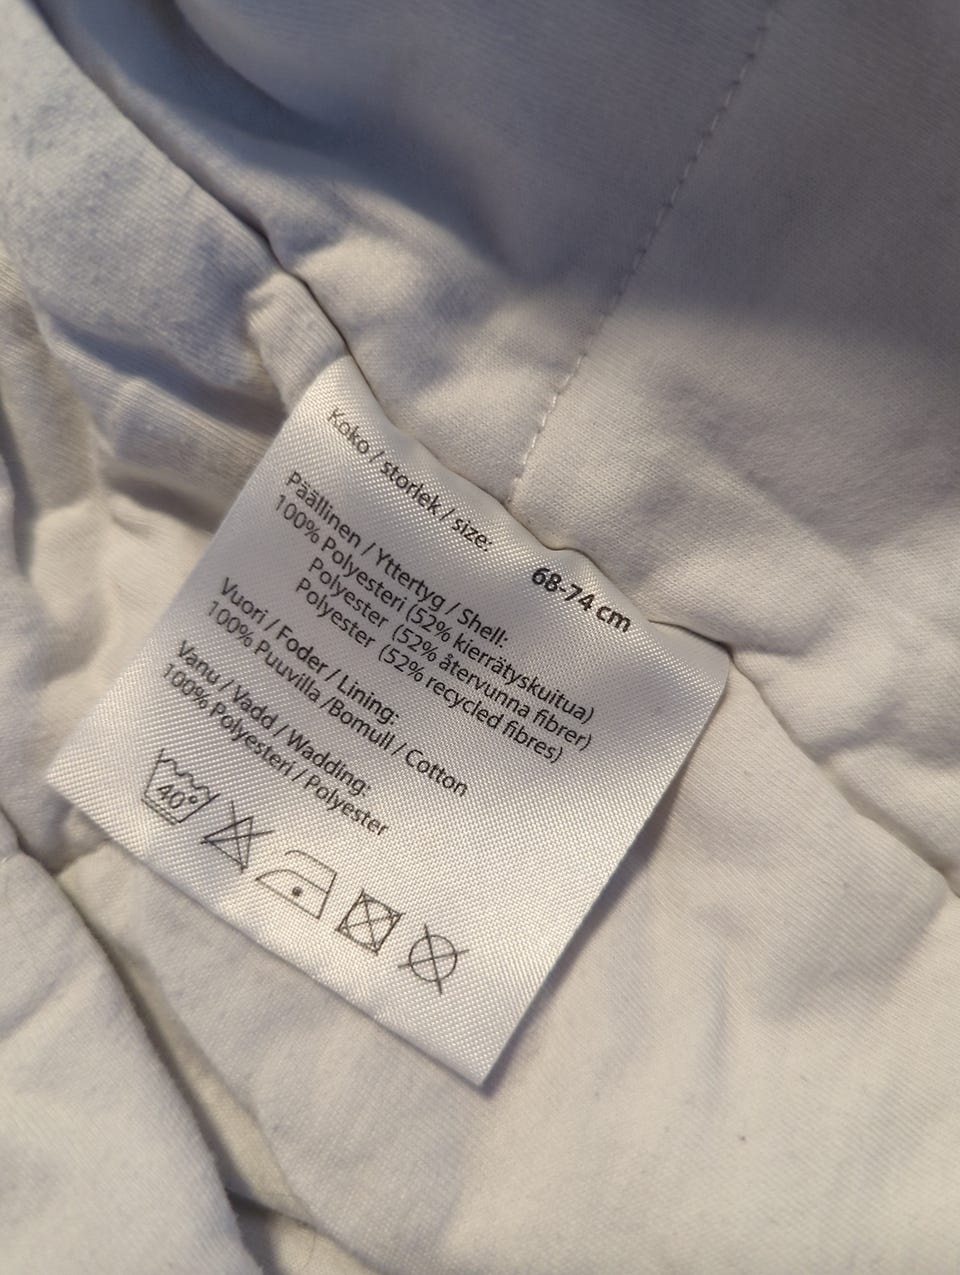 Koko / storlek / size: 68-74 cm
Päällinen / Yttertyg / Shell:
100% Polyesteri (52% kierrätyskuitua)
Polyester (52% återvunna fibrer)
Polyester (52% recycled fibres)
Vuori / Foder / Lining:
100% Puuvilla /Bomull / Cotton
Vanu / Vadd / Wadding:
100% Polyesteri / Polyester
40°